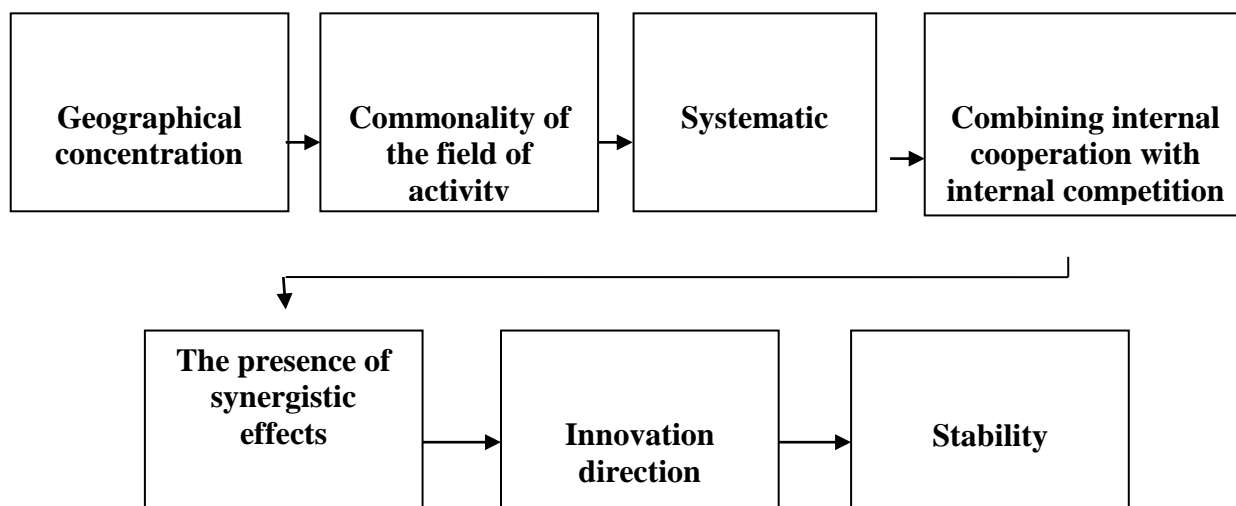 Geographical
concentration
Commonality of
the field of
activity
Systematic
Combining internal
cooperation with
internal competition
The presence of
synergistic
effects
Innovation
direction
Stability